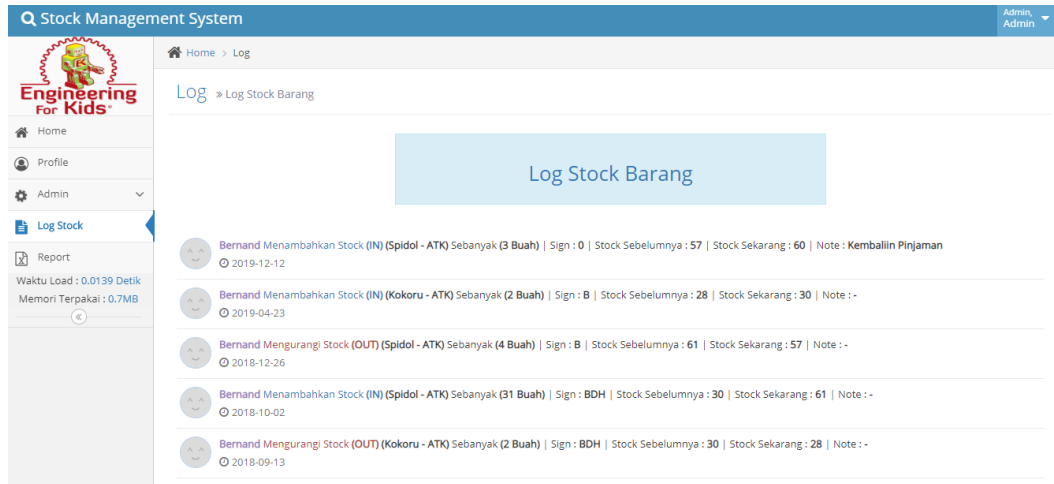 Stock Management System
Admin,
Admin
Engineering
For Kids
Home > Log
Log » Log Stock Barang
Home
Profile
Admin
Log Stock
Report
Waktu Load : 0.0139 Detik
Memori Terpakai : 0.7MB
Log Stock Barang
Bernand Menambahkan Stock (IN) (Spidol - ATK) Sebanyak (3 Buah) | Sign : 0 | Stock Sebelumnya : 57 | Stock Sekarang : 60 | Note : Kembaliin Pinjaman
2019-12-12
Bernand Menambahkan Stock (IN) (Kokoru - ATK) Sebanyak (2 Buah) | Sign : B | Stock Sebelumnya : 28 | Stock Sekarang : 30 | Note : -
2019-04-23
Bernand Mengurangi Stock (OUT) (Spidol - ATK) Sebanyak (4 Buah) | Sign : B | Stock Sebelumnya : 61 | Stock Sekarang : 57 | Note : -
2018-12-26
Bernand Menambahkan Stock (IN) (Spidol - ATK) Sebanyak (31 Buah) | Sign : BDH | Stock Sebelumnya : 30 | Stock Sekarang : 61 | Note : -
2018-10-02
Bernand Mengurangi Stock (OUT) (Kokoru - ATK) Sebanyak (2 Buah) | Sign : BDH | Stock Sebelumnya : 30 | Stock Sekarang : 28 | Note : -
2018-09-13